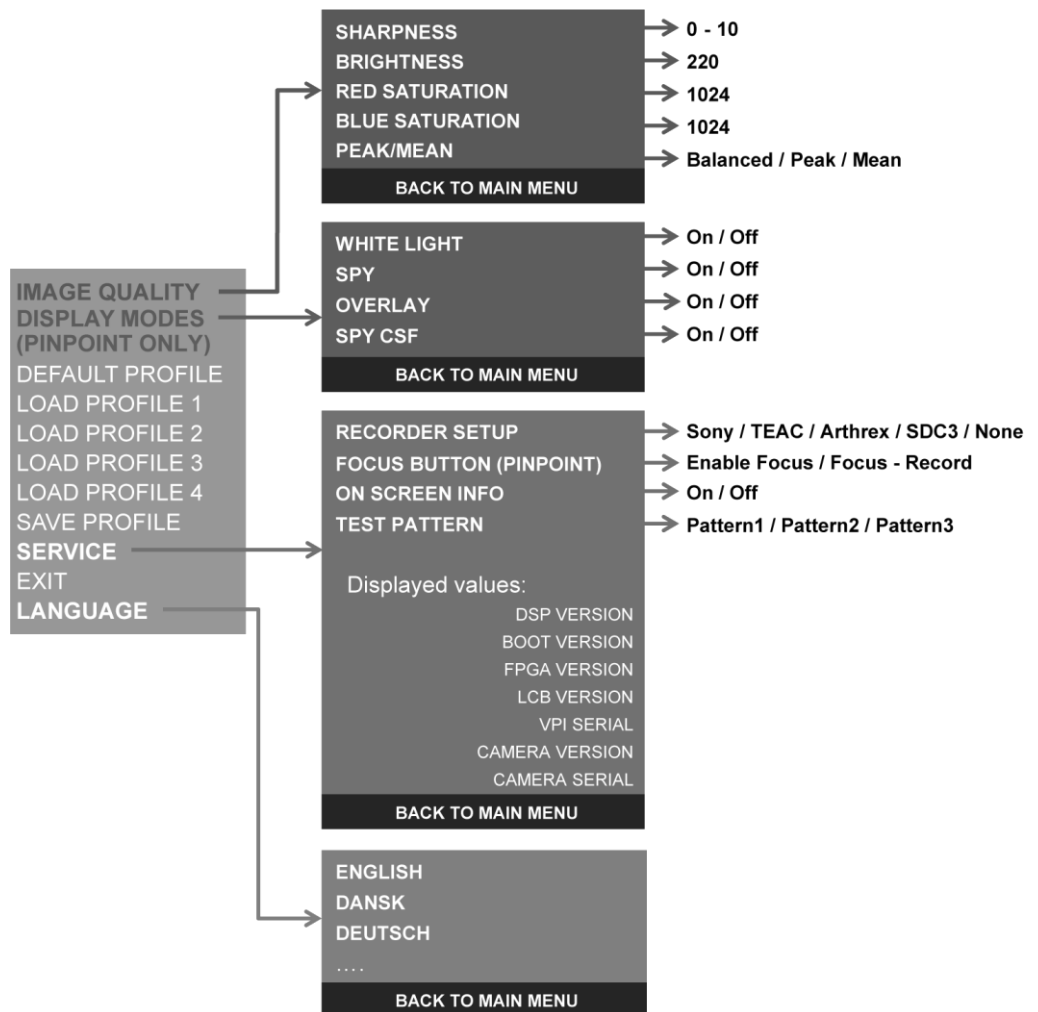 IMAGE QUALITY
DISPLAY MODES
(PINPOINT ONLY)
DEFAULT PROFILE
LOAD PROFILE 1
LOAD PROFILE 2
LOAD PROFILE 3
LOAD PROFILE 4
SAVE PROFILE
SERVICE
EXIT
LANGUAGE
SHARPNESS 0 - 10
BRIGHTNESS 220
RED SATURATION 1024
BLUE SATURATION 1024
PEAK/MEAN Balanced / Peak / Mean
BACK TO MAIN MENU
WHITE LIGHT On / Off
SPY On / Off
OVERLAY On / Off
SPY CSF On / Off
BACK TO MAIN MENU
RECORDER SETUP Sony / TEAC / Arthrex / SDC3 / None
FOCUS BUTTON (PINPOINT) Enable Focus / Focus - Record
ON SCREEN INFO On / Off
TEST PATTERN Pattern1 / Pattern2 / Pattern3
Displayed values:
DSP VERSION
BOOT VERSION
FPGA VERSION
LCB VERSION
VPI SERIAL
CAMERA VERSION
CAMERA SERIAL
BACK TO MAIN MENU
ENGLISH
DANSK
DEUTSCH
....
BACK TO MAIN MENU